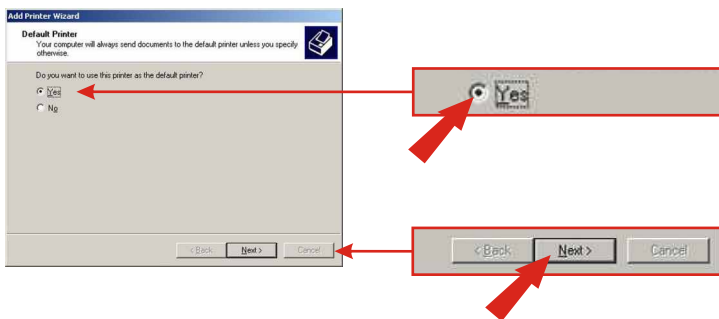 Add Printer Wizard
Default Printer
Your computer will always send documents to the default printer unless you specify
otherwise.
Do you want to use this printer as the default printer?
Yes
No
< Back Next > Cancel
Yes
< Back Next > Cancel